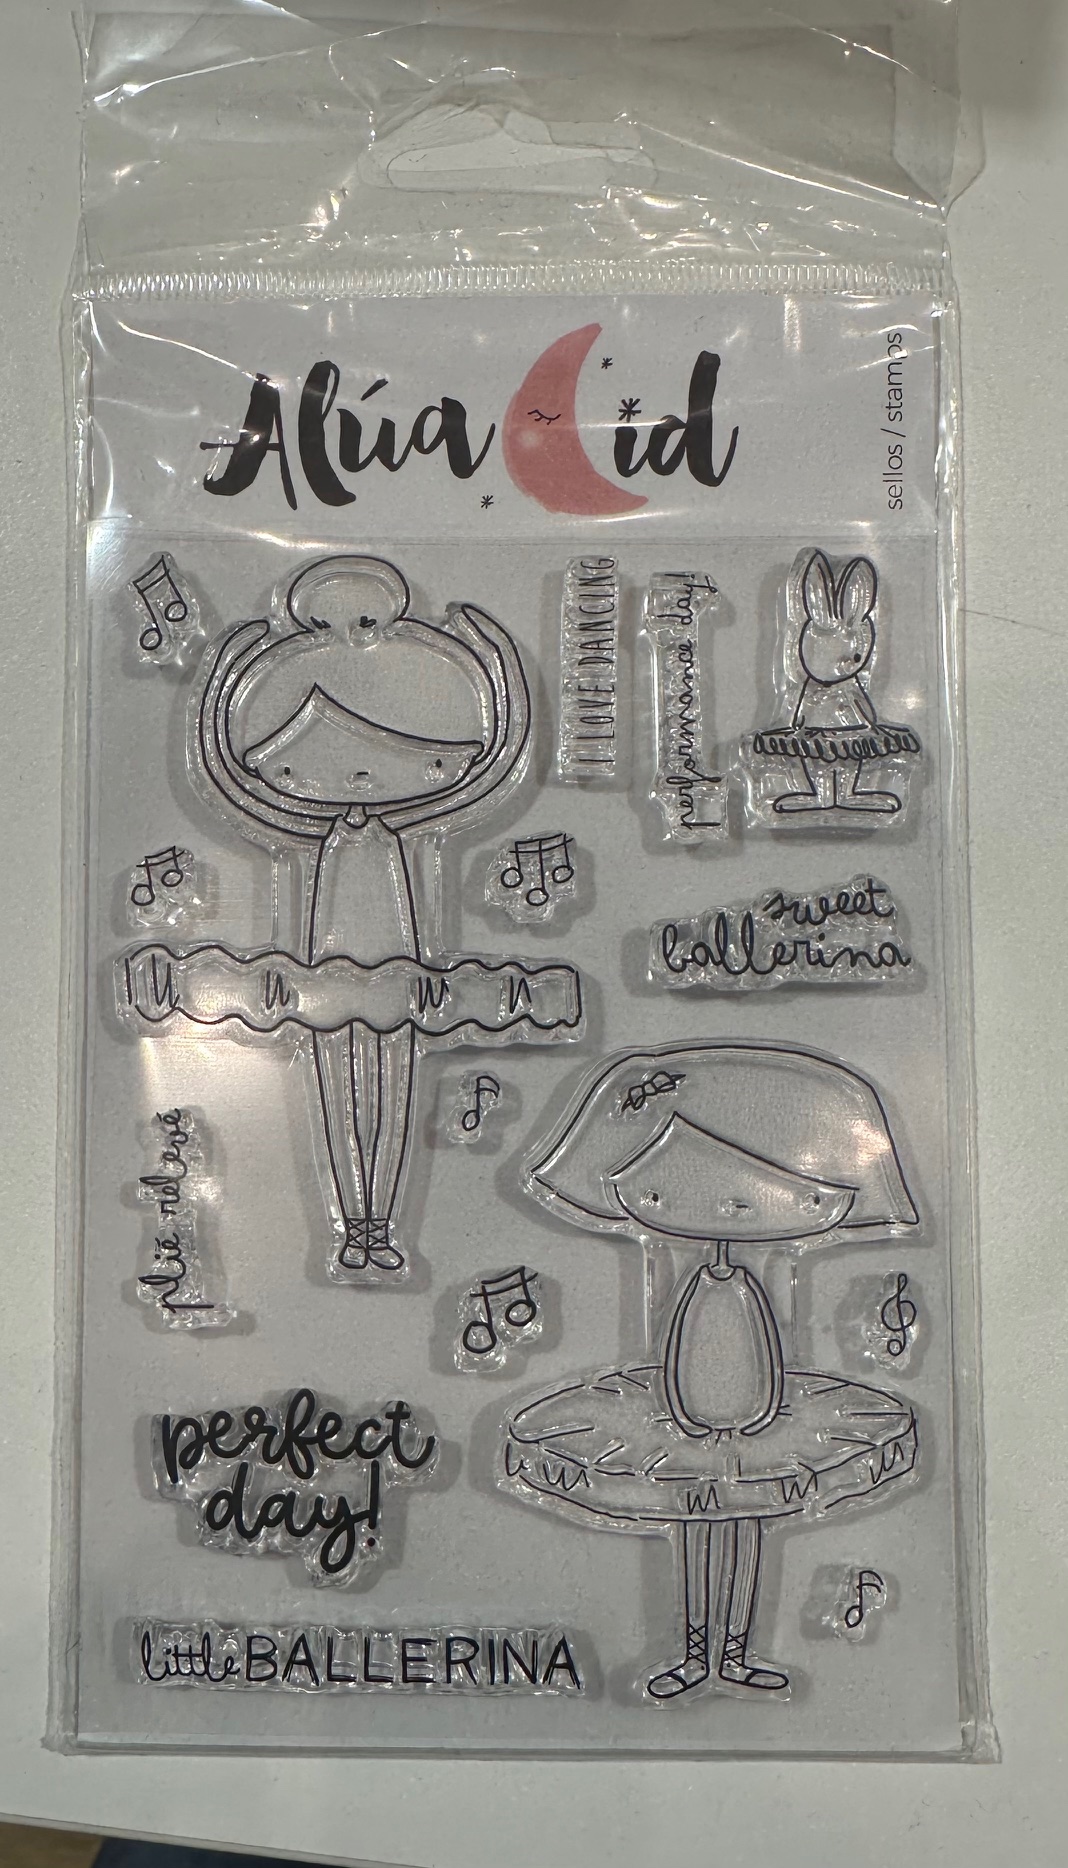 Alúa Cid
sellos / stamps
I LOVE DANCING
performance day!
sweet
ballerina
plié relevé
perfect
day!
little BALLERINA